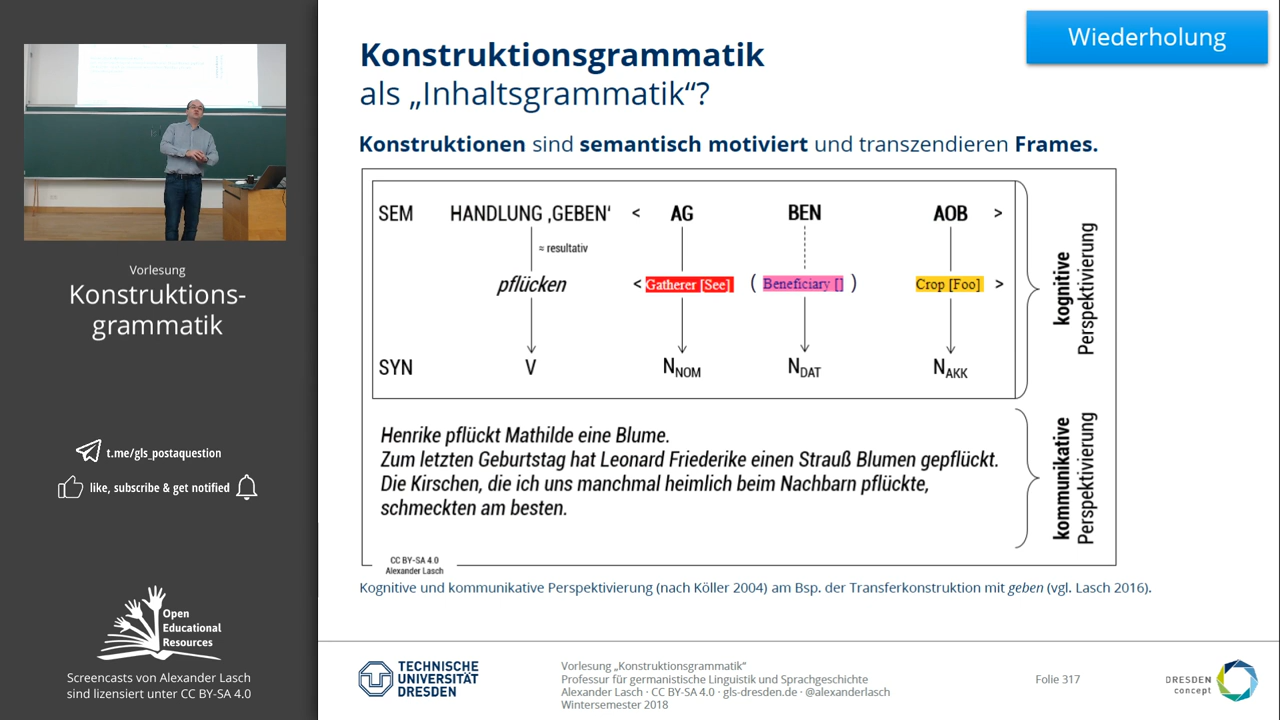 Wiederholung
Konstruktionsgrammatik
als „Inhaltsgrammatik“?
Konstruktionen sind semantisch motiviert und transzendieren Frames.
SEM HANDLUNG ‚GEBEN‘ < AG BEN AOB >
= resultativ
pflücken < Gatherer [See] ( Beneficiary [] ) Crop [Foo] >
SYN V NNOM NDAT NAKK
kognitive
Perspektivierung
Henrike pflückt Mathilde eine Blume.
Zum letzten Geburtstag hat Leonard Friederike einen Strauß Blumen gepflückt.
Die Kirschen, die ich uns manchmal heimlich beim Nachbarn pflückte,
schmeckten am besten.
kommunikative
Perspektivierung
CC BY-SA 4.0
Alexander Lasch
Kognitive und kommunikative Perspektivierung (nach Köller 2004) am Bsp. der Transferkonstruktion mit geben (vgl. Lasch 2016).
Vorlesung
Konstruktions-
grammatik
t.me/gls_postaquestion
like, subscribe & get notified
Open
Educational
Resources
Screencasts von Alexander Lasch
sind lizensiert unter CC BY-SA 4.0
TECHNISCHE
UNIVERSITÄT
DRESDEN
Vorlesung „Konstruktionsgrammatik“
Professur für germanistische Linguistik und Sprachgeschichte
Alexander Lasch · CC BY-SA 4.0 · gls-dresden.de · @alexanderlasch
Wintersemester 2018
Folie 317
DRESDEN
concept